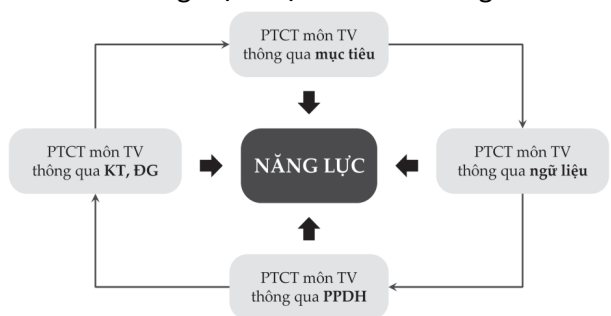 PTCT môn TV
thông qua mục tiêu
PTCT môn TV
thông qua KT, ĐG
NĂNG LỰC
PTCT môn TV
thông qua ngữ liệu
PTCT môn TV
thông qua PPDH